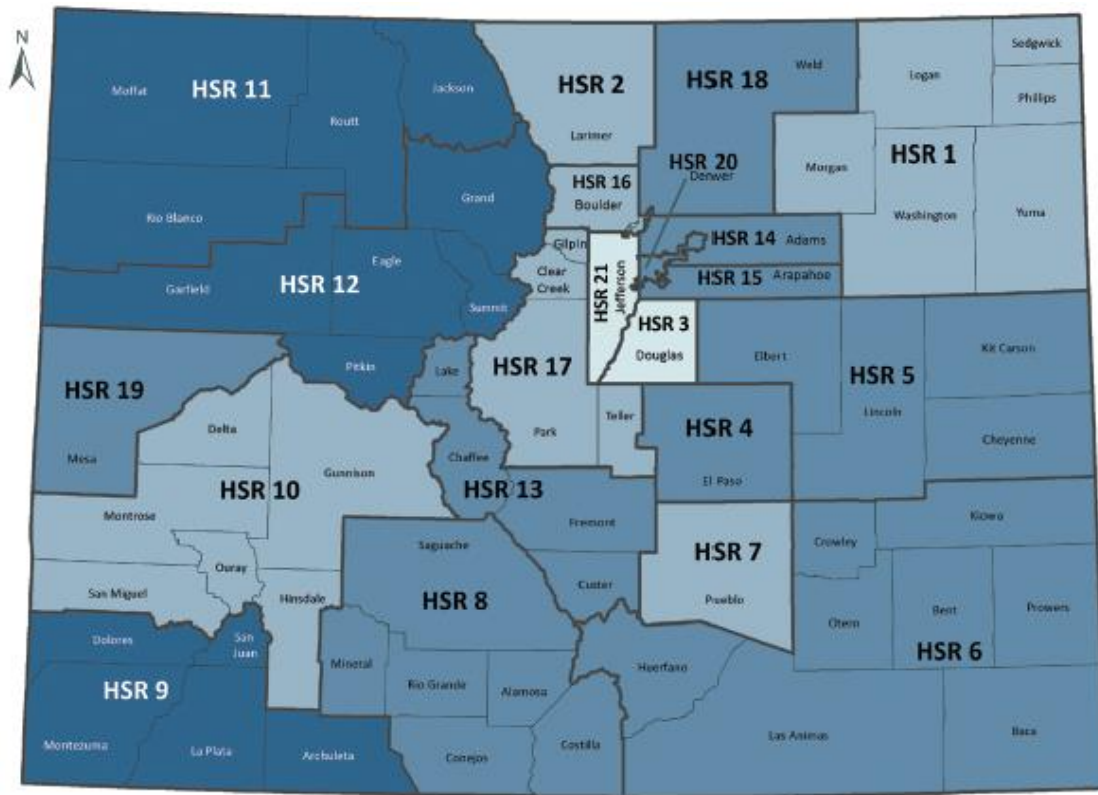 N
Moffat
HSR 11
Routt
Jackson
HSR 2
Larimer
HSR 18
Weld
Logan
Sedgwick
Phillips
HSR 1
Morgan
Washington
Yuma
Rio Blanco
Grand
HSR 16
Boulder
HSR 20
Denver
Gilpin
HSR 14
Adams
HSR 15
Arapahoe
Clear
Creek
HSR 21
Jefferson
Garfield
HSR 12
Eagle
Summit
HSR 3
Douglas
Elbert
HSR 5
Lincoln
Kit Carson
Cheyenne
HSR 19
Mesa
Pitkin
Lake
HSR 17
Park
Teller
HSR 4
El Paso
Delta
Gunnison
Chaffee
HSR 10
HSR 13
Fremont
Montrose
Ouray
San Miguel
Hinsdale
Saguache
HSR 8
Custer
HSR 7
Pueblo
Crowley
Kiowa
Otero
Bent
Prowers
HSR 6
Dolores
San
Juan
HSR 9
Mineral
Rio Grande
Alamosa
Huerfano
Montezuma
La Plata
Archuleta
Conejos
Costilla
Las Animas
Baca